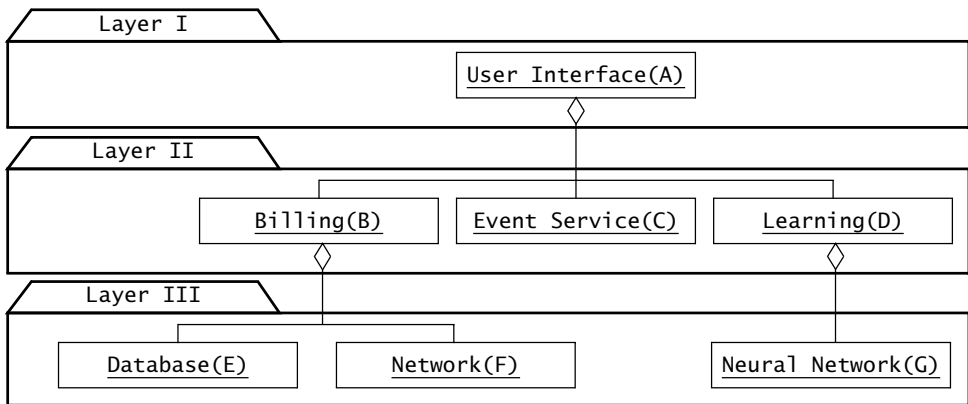 Layer I
User Interface(A)
Layer II
Billing(B)
Event Service(C)
Learning(D)
Layer III
Database(E)
Network(F)
Neural Network(G)